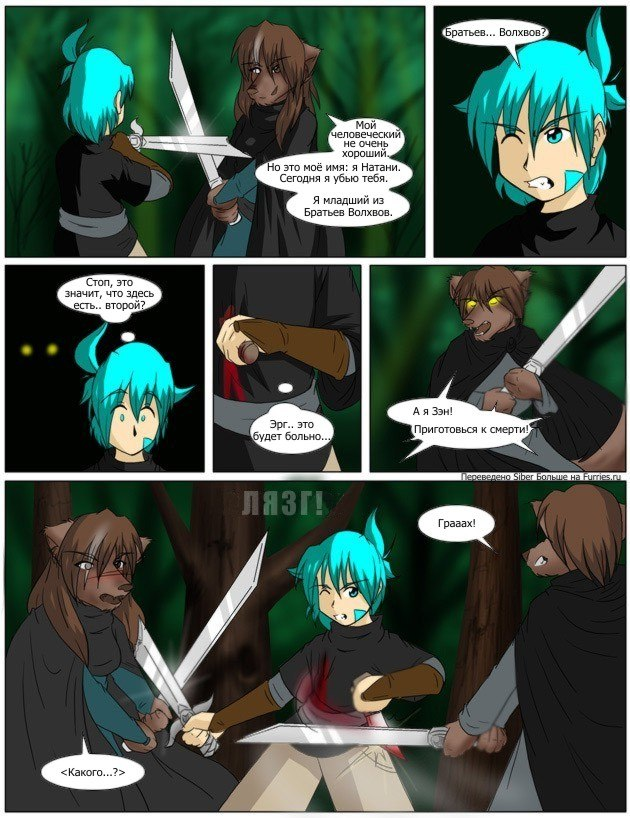 Мой
человеческий
не очень
хороший.
Но это моё имя: я Натани.
Сегодня я убью тебя.
Я младший из
Братьев Волхвов.
Братьев... Волхвов?
Стоп, это
значит, что здесь
есть.. второй?
Эрг.. это
будет больно...
А я Зэн!
Приготовься к смерти!
Переведено Siber Больше на Furries.ru
ЛЯЗГ!
Грааах!
<Какого...?>